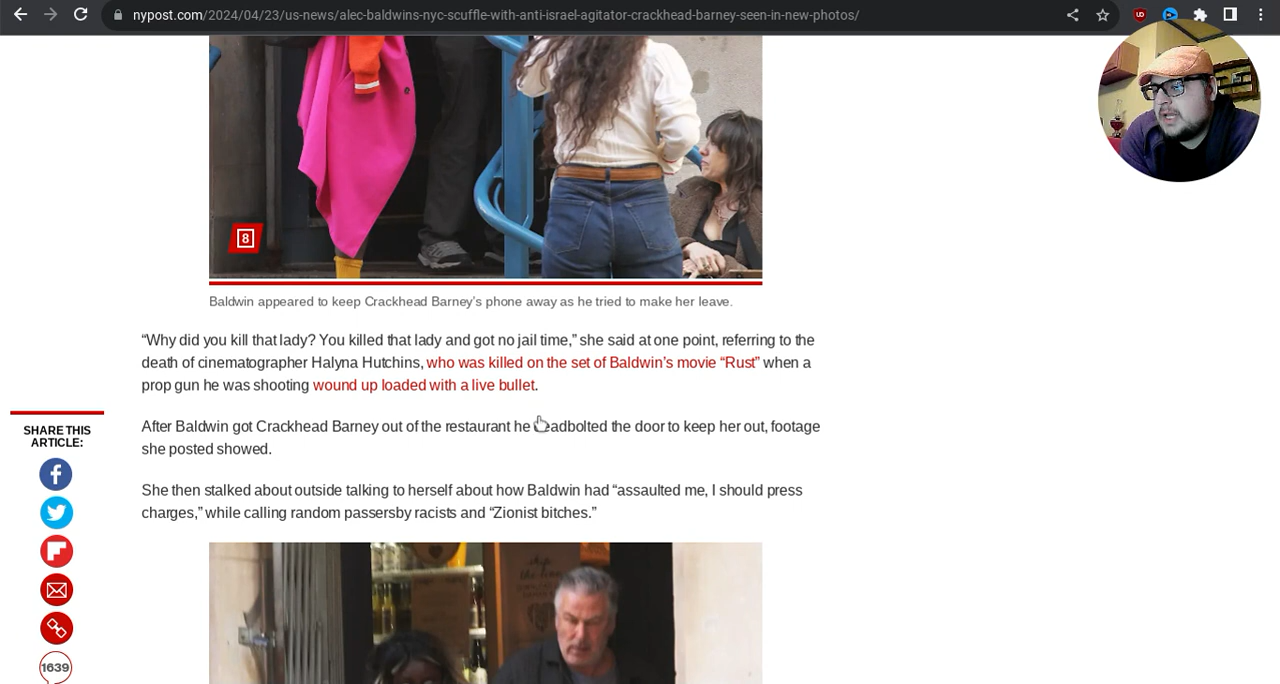 nypost.com/2024/04/23/us-news/alec-baldwins-nyc-scuffle-with-anti-israel-agitator-crackhead-barney-seen-in-new-photos/
8
Baldwin appeared to keep Crackhead Barney's phone away as he tried to make her leave.
“Why did you kill that lady? You killed that lady and got no jail time,” she said at one point, referring to the
death of cinematographer Halyna Hutchins, who was killed on the set of Baldwin’s movie “Rust” when a
prop gun he was shooting wound up loaded with a live bullet.
After Baldwin got Crackhead Barney out of the restaurant he deadbolted the door to keep her out, footage
she posted showed.
She then stalked about outside talking to herself about how Baldwin had “assaulted me, I should press
charges,” while calling random passersby racists and “Zionist bitches.”
SHARE THIS
ARTICLE:
1639